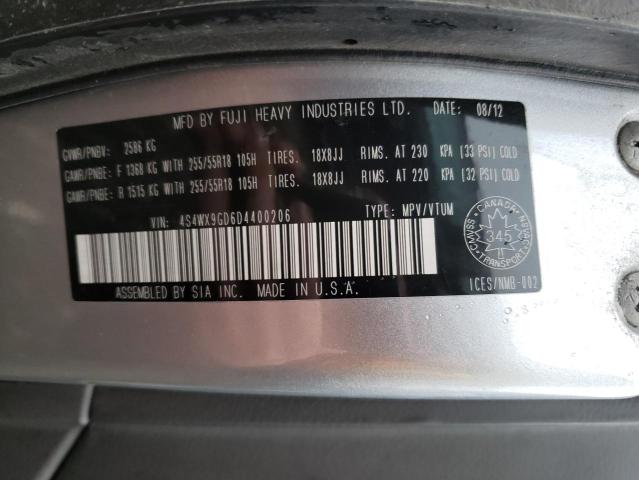 MFD BY FUJI HEAVY INDUSTRIES LTD. DATE: 08/12
GVWR/PNBV: 2586 KG
GAWR/PNBE: F 1368 KG WITH 255/55R18 105H TIRES. 18X8JJ RIMS. AT 230 KPA (33 PSI) COLD
GAWR/PNBE: R 1515 KG WITH 255/55R18 105H TIRES. 18X8JJ RIMS. AT 220 KPA (32 PSI) COLD
VIN: 4S4WX9GD6D4400206 TYPE: MPV/VTUM
CANADA
CMVSS 345 NSVAC
TRANSPORT
ASSEMBLED BY SIA INC. MADE IN U.S.A. ICES/NMB-002